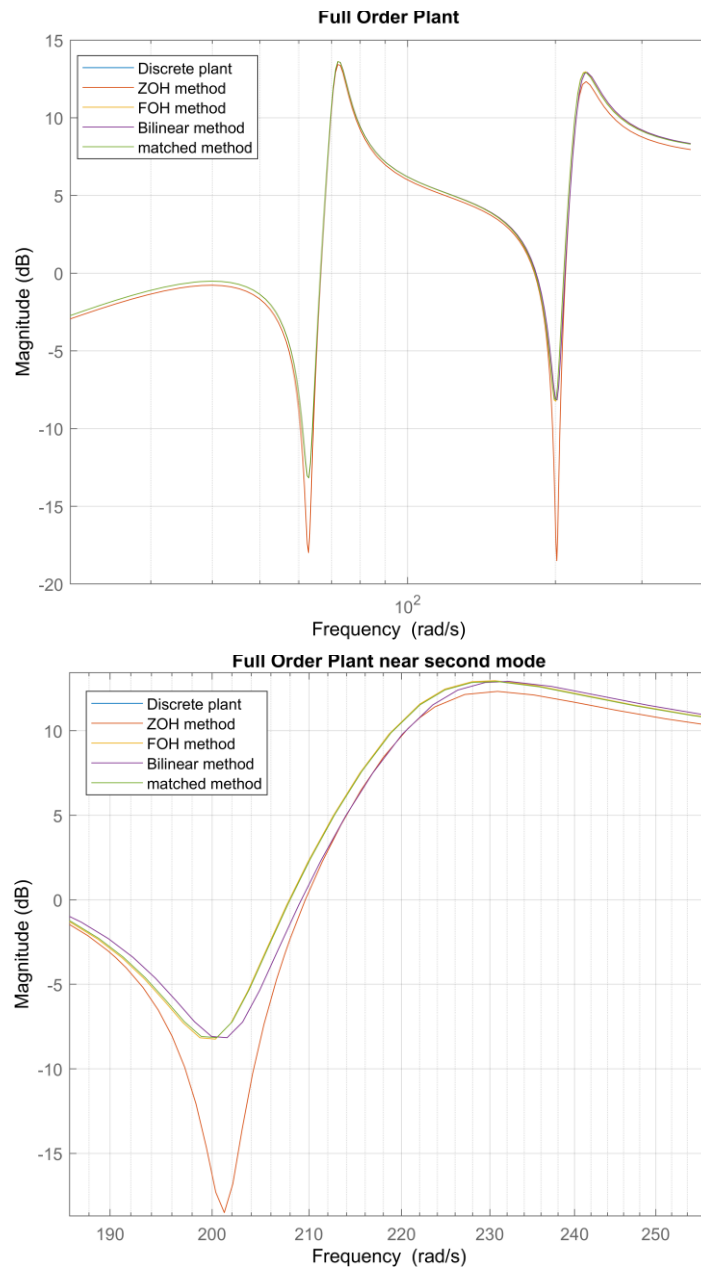 Full Order Plant
15
Discrete plant
ZOH method
FOH method
Bilinear method
matched method
10
5
0
-5
-10
-15
-20
Magnitude (dB)
10²
Frequency (rad/s)
Full Order Plant near second mode
Discrete plant
ZOH method
FOH method
Bilinear method
matched method
10
5
0
-5
-10
-15
Magnitude (dB)
190 200 210 220 230 240 250
Frequency (rad/s)